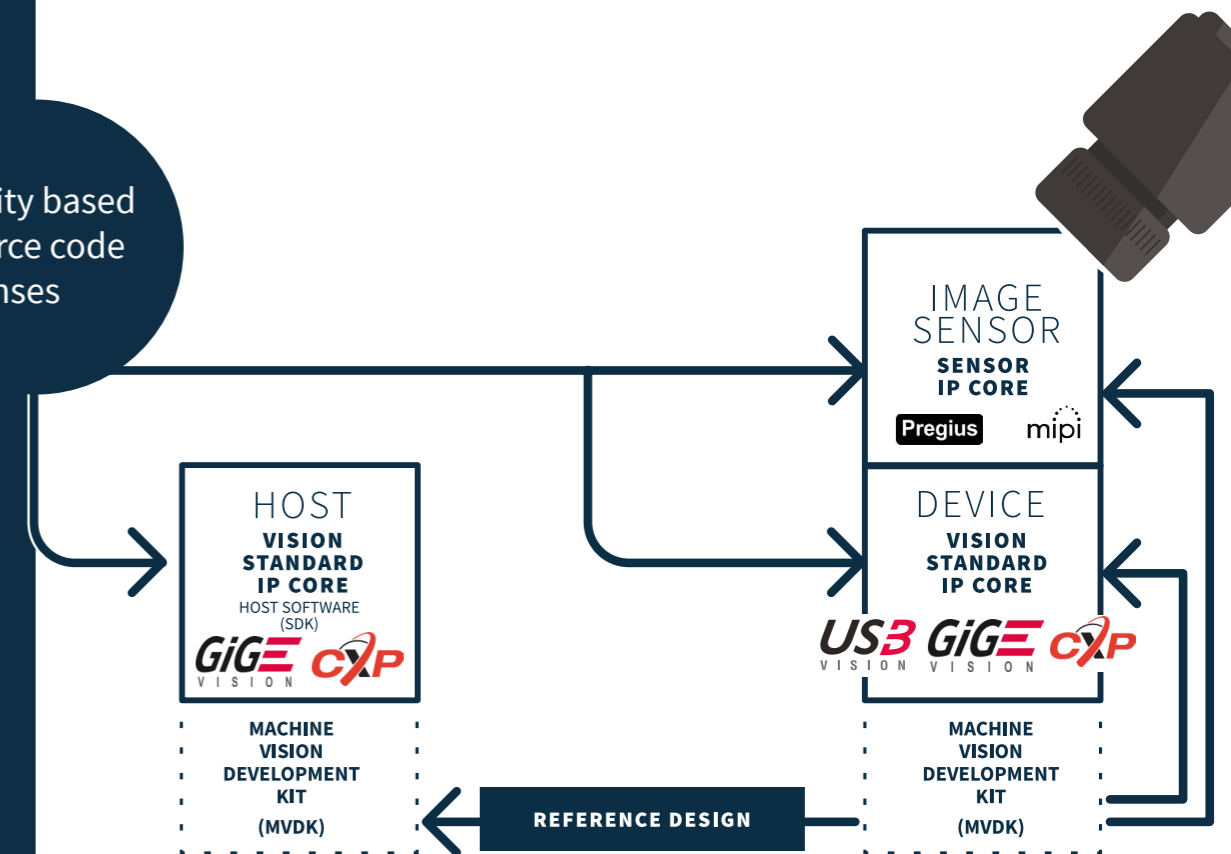 ity based
rce code
nses
IMAGE
SENSOR
SENSOR
IP CORE
Pregius
mipi
HOST
VISION
STANDARD
IP CORE
HOST SOFTWARE
(SDK)
GiGE
VISION
CXP
DEVICE
VISION
STANDARD
IP CORE
USB
VISION
GiGE
VISION
CXP
MACHINE
VISION
DEVELOPMENT
KIT
(MVDK)
REFERENCE DESIGN
MACHINE
VISION
DEVELOPMENT
KIT
(MVDK)